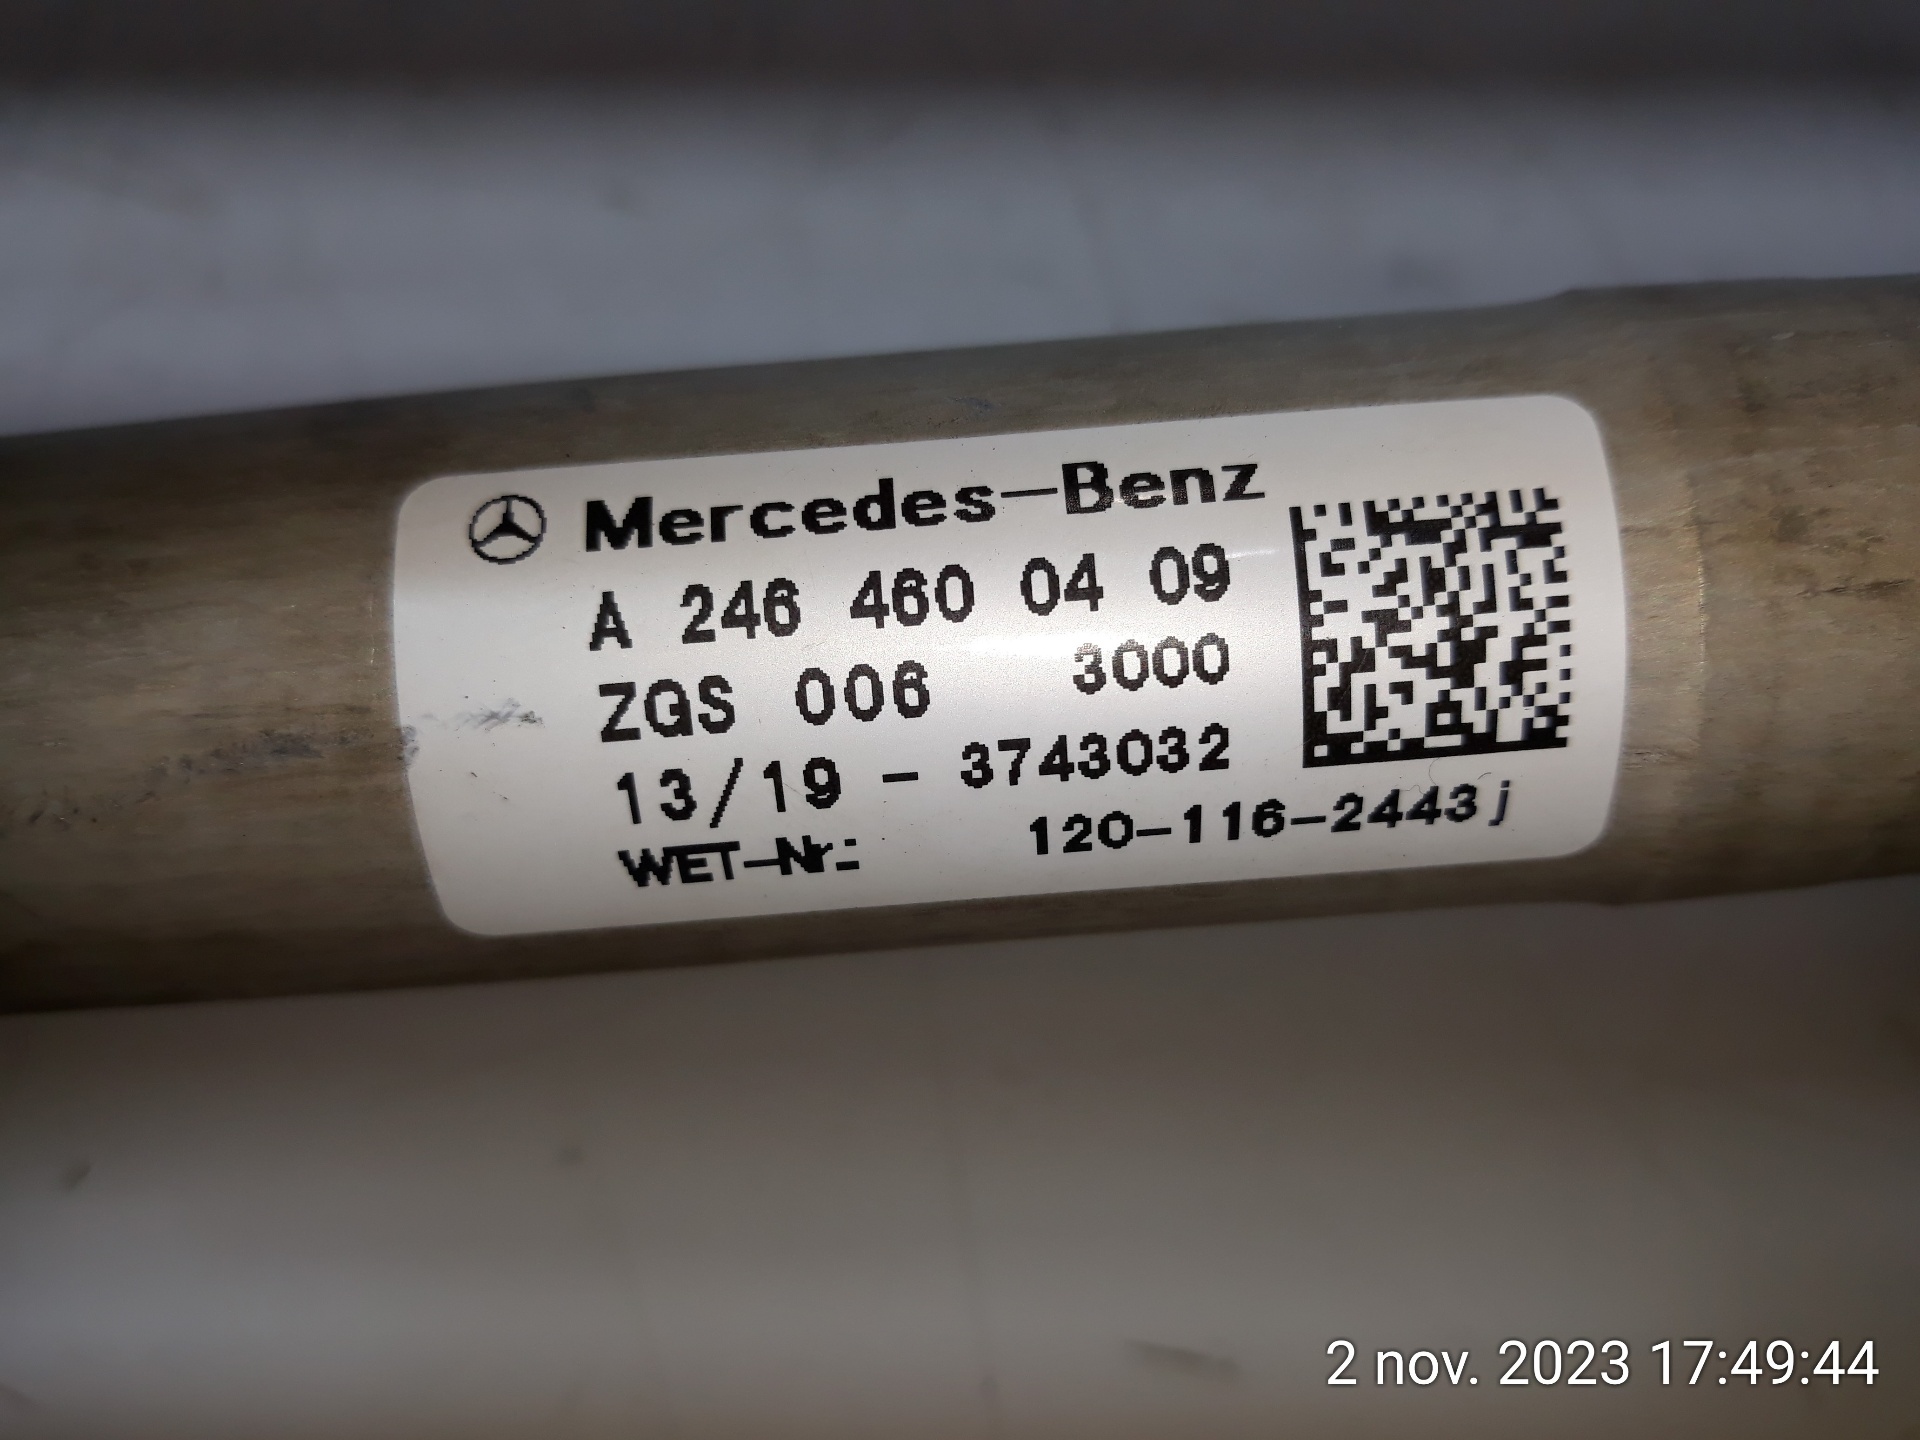 Mercedes-Benz
A 246 460 04 09
ZGS 006 3000
13/19 - 3743032
WET-Nr.: 120-116-2443j
2 nov. 2023 17:49:44